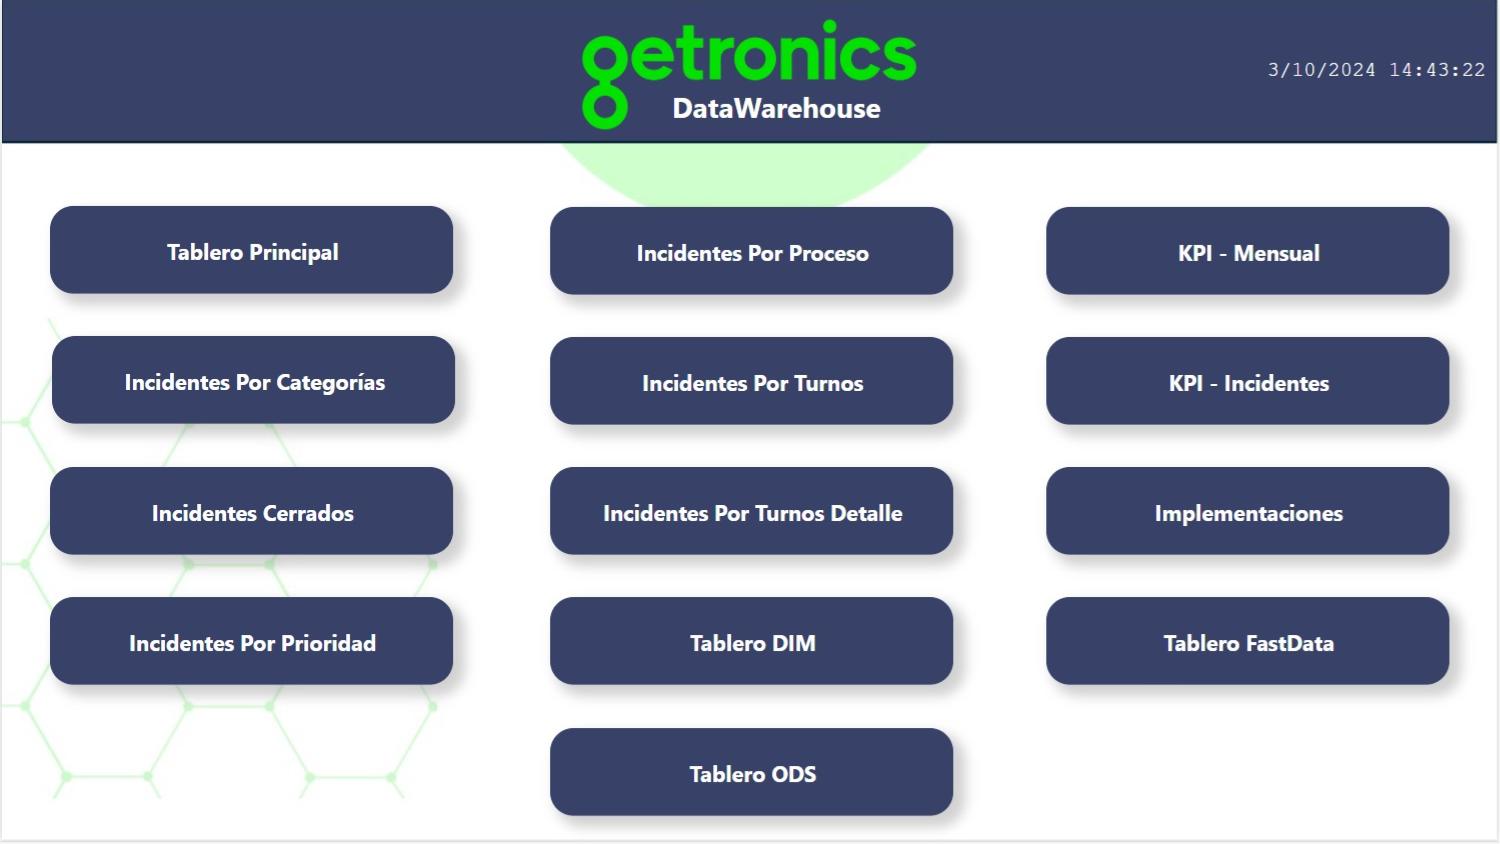 getronics
DataWarehouse
3/10/2024 14:43:22
Tablero Principal
Incidentes Por Proceso
KPI - Mensual
Incidentes Por Categorías
Incidentes Por Turnos
KPI - Incidentes
Incidentes Cerrados
Incidentes Por Turnos Detalle
Implementaciones
Incidentes Por Prioridad
Tablero DIM
Tablero FastData
Tablero ODS